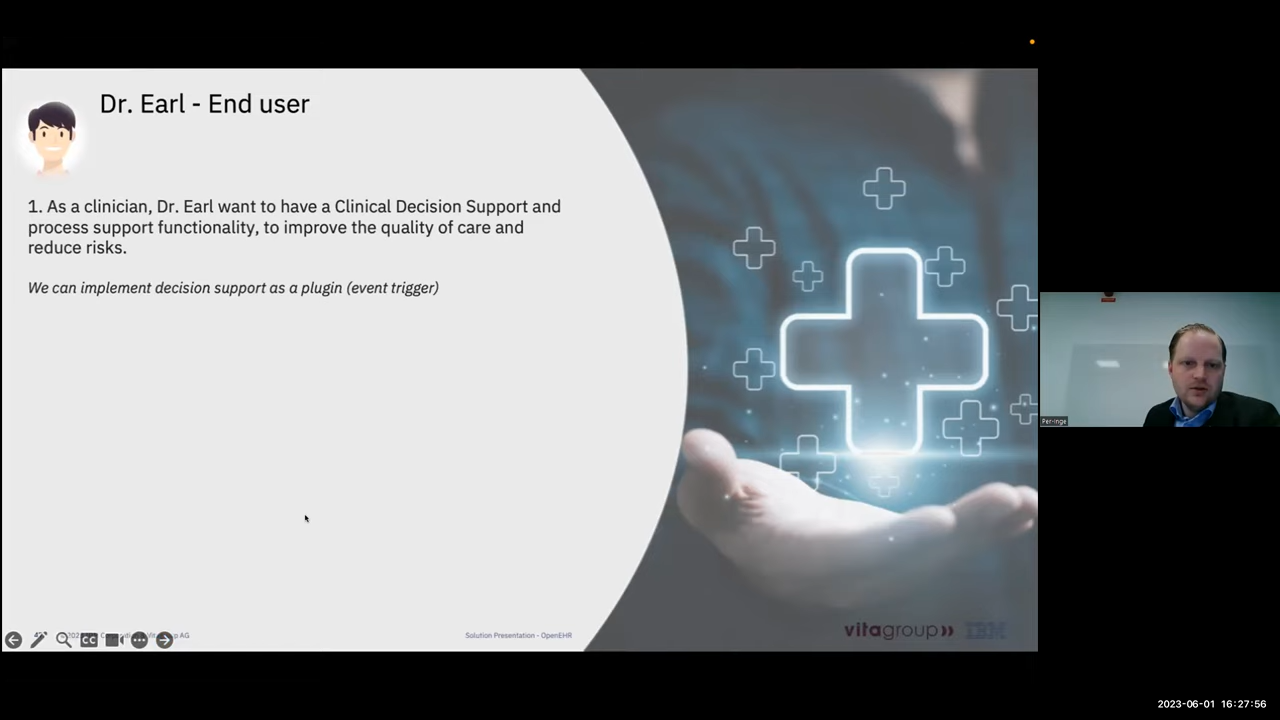 Dr. Earl - End user
1. As a clinician, Dr. Earl want to have a Clinical Decision Support and
process support functionality, to improve the quality of care and
reduce risks.
We can implement decision support as a plugin (event trigger)
CC
AG
Solution Presentation - OpenEHR
vitagroup
IBM
Per-Inge
2023-06-01 16:27:56